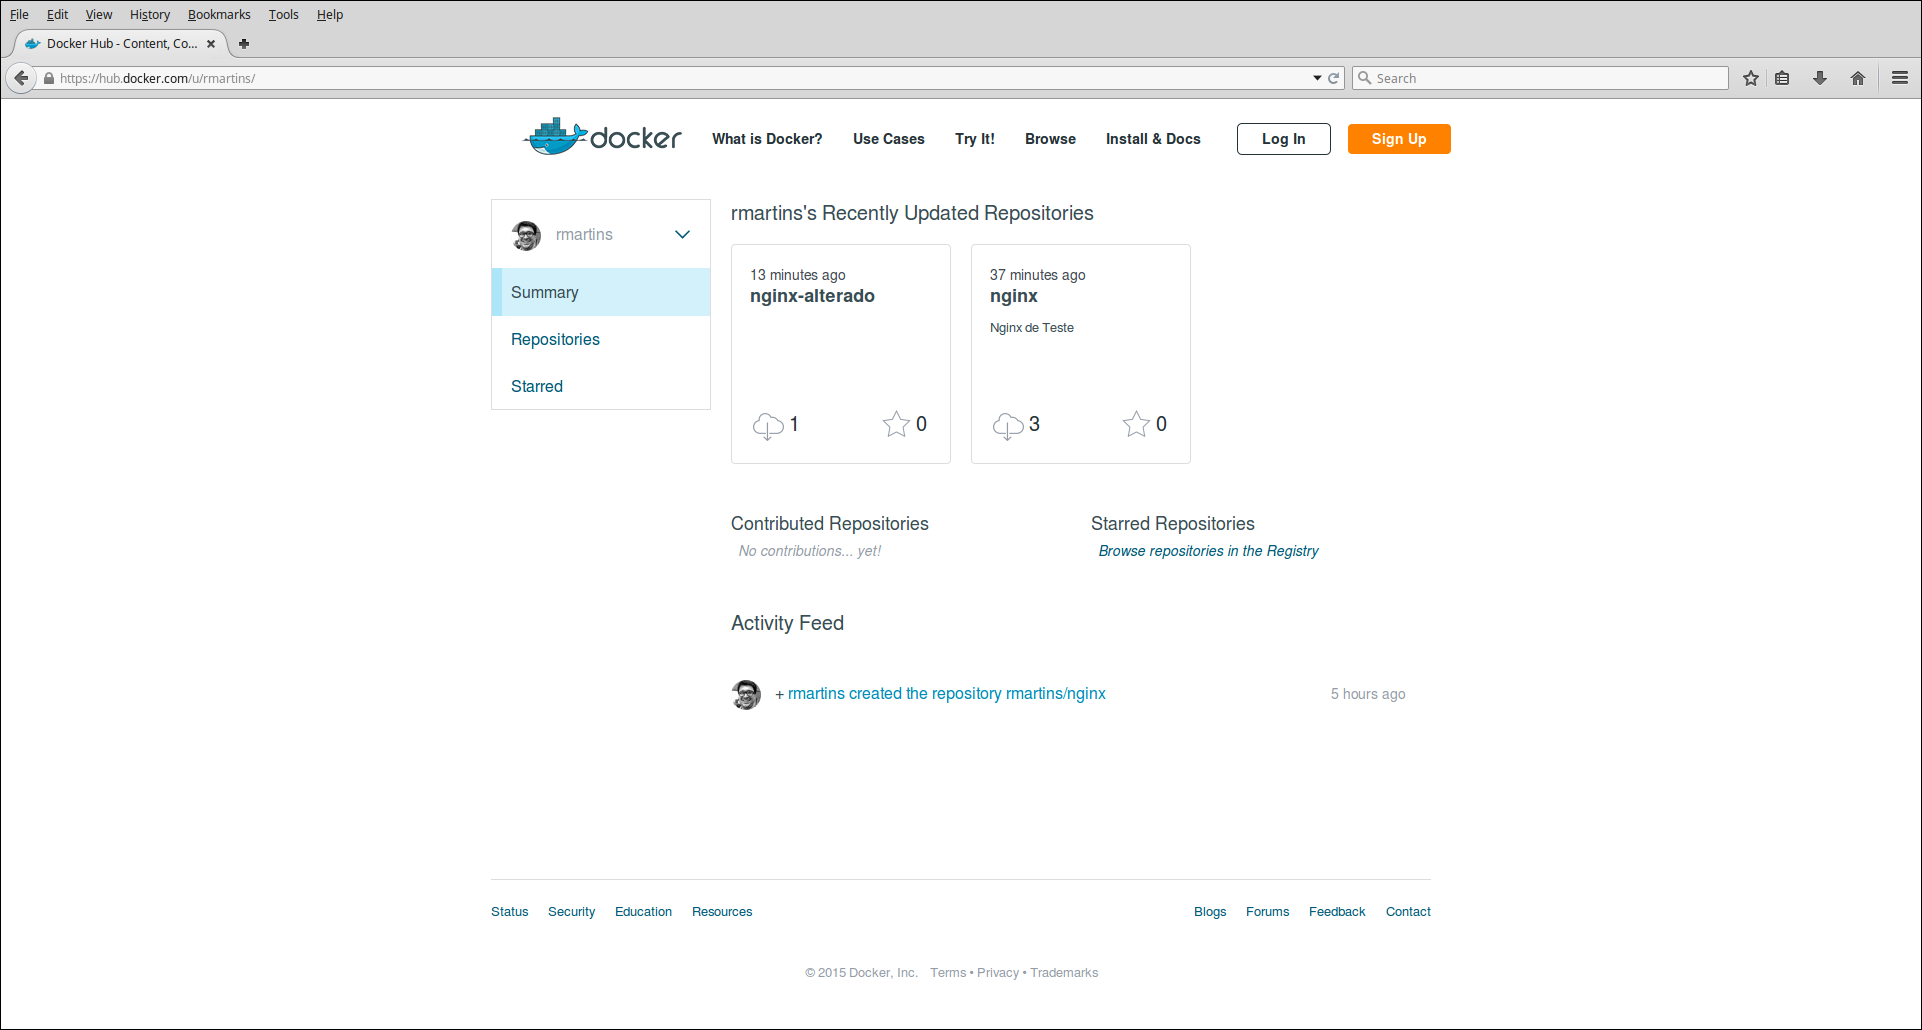 File Edit View History Bookmarks Tools Help
Docker Hub - Content, Co...
https://hub.docker.com/u/rmartins/
Search
docker What is Docker? Use Cases Try It! Browse Install & Docs Log In Sign Up
rmartins
Summary
Repositories
Starred
rmartins's Recently Updated Repositories
13 minutes ago
nginx-alterado
1 0
37 minutes ago
nginx
Nginx de Teste
3 0
Contributed Repositories
No contributions... yet!
Starred Repositories
Browse repositories in the Registry
Activity Feed
+ rmartins created the repository rmartins/nginx 5 hours ago
Status Security Education Resources Blogs Forums Feedback Contact
© 2015 Docker, Inc. Terms • Privacy • Trademarks